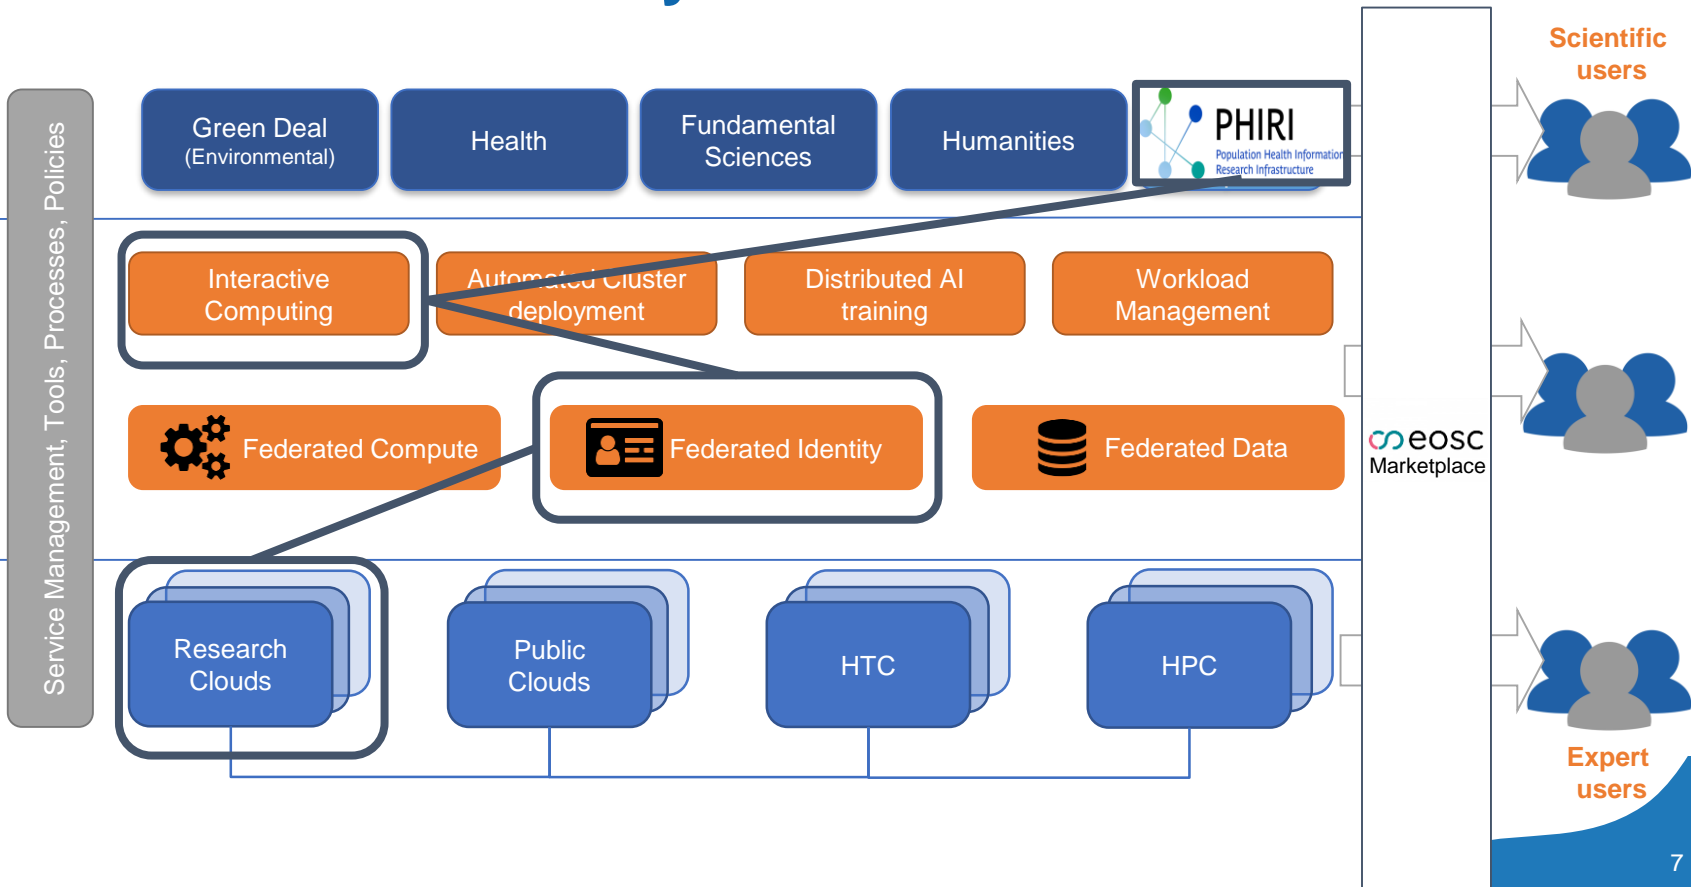 Scientific
users
Service Management, Tools, Processes, Policies
Green Deal
(Environmental)
Health
Fundamental
Sciences
Humanities
PHIRI
Population Health Information
Research Infrastructure
Interactive
Computing
Automated Cluster
deployment
Distributed AI
training
Workload
Management
Federated Compute
Federated Identity
Federated Data
eosc
Marketplace
Research
Clouds
Public
Clouds
HTC
HPC
Expert
users
7